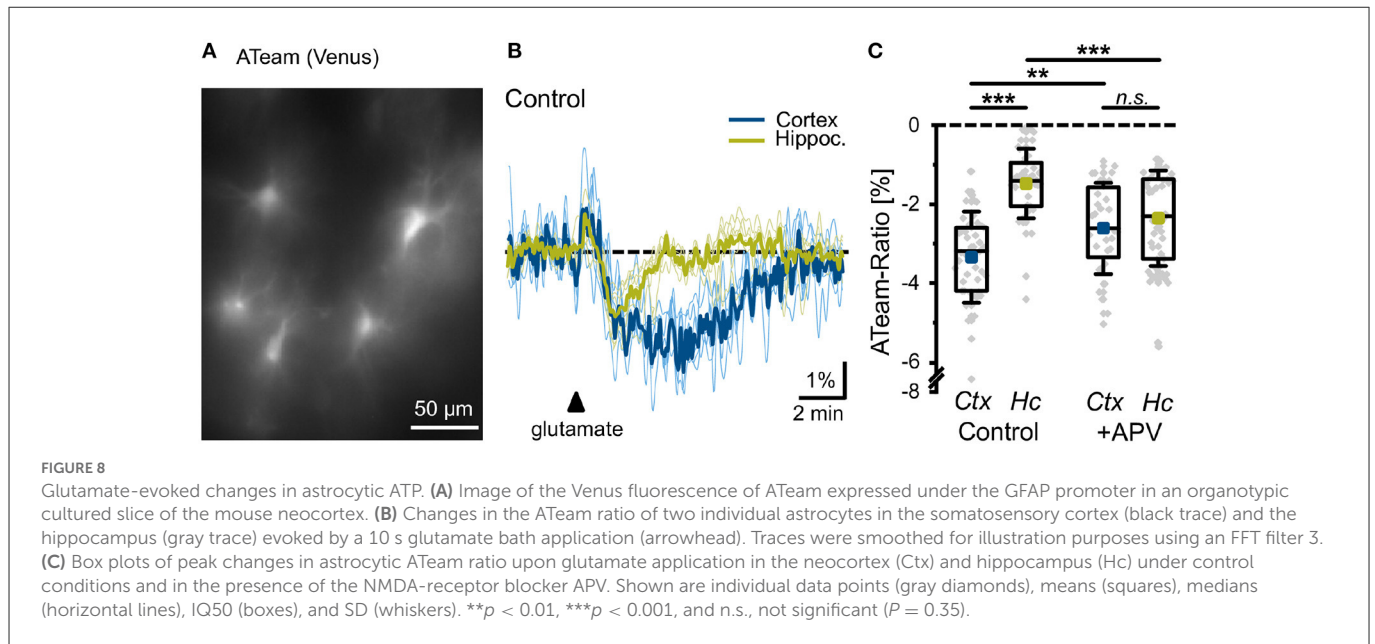 A ATeam (Venus)
50 µm
B
Control
Cortex
Hippoc.
1%
2 min
glutamate
C
***
**
*** n.s.
0
-2
-4
-6
-8
ATeam-Ratio [%]
Ctx Hc Ctx Hc
Control +APV
FIGURE 8
Glutamate-evoked changes in astrocytic ATP. (A) Image of the Venus fluorescence of ATeam expressed under the GFAP promoter in an organotypic
cultured slice of the mouse neocortex. (B) Changes in the ATeam ratio of two individual astrocytes in the somatosensory cortex (black trace) and the
hippocampus (gray trace) evoked by a 10 s glutamate bath application (arrowhead). Traces were smoothed for illustration purposes using an FFT filter 3.
(C) Box plots of peak changes in astrocytic ATeam ratio upon glutamate application in the neocortex (Ctx) and hippocampus (Hc) under control
conditions and in the presence of the NMDA-receptor blocker APV. Shown are individual data points (gray diamonds), means (squares), medians
(horizontal lines), IQ50 (boxes), and SD (whiskers). **p < 0.01, ***p < 0.001, and n.s., not significant (P = 0.35).